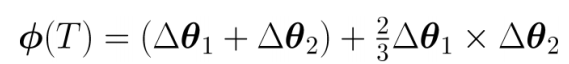 𝝓(T) = (Δ𝜽₁ + Δ𝜽₂) + ⅔Δ𝜽₁ × Δ𝜽₂